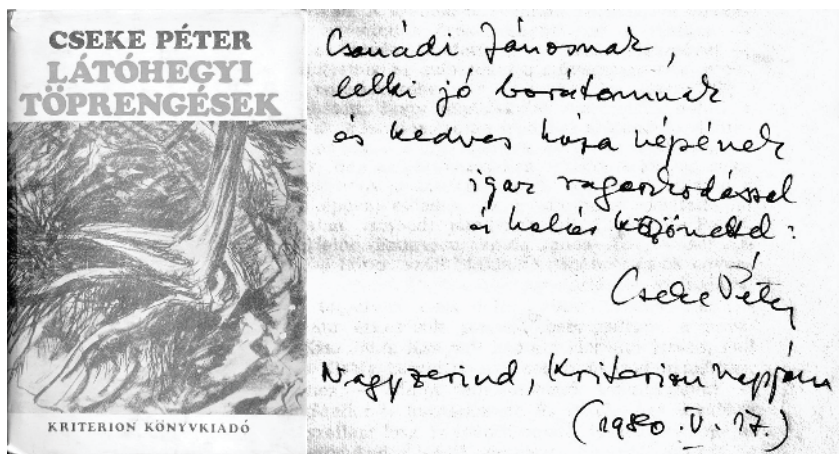 CSEKE PÉTER
LÁTÓHEGYI
TÖPRENGÉSEK
KRITERION KÖNYVKIADÓ
Csanádi Jánosnak,
lelki jó barátomnak
és kedves háza népének
igaz ragaszkodással
és hálás köszönettel:
Cseke Péter
Nagyzerind, Kriterion napján
(1980. V. 17.)